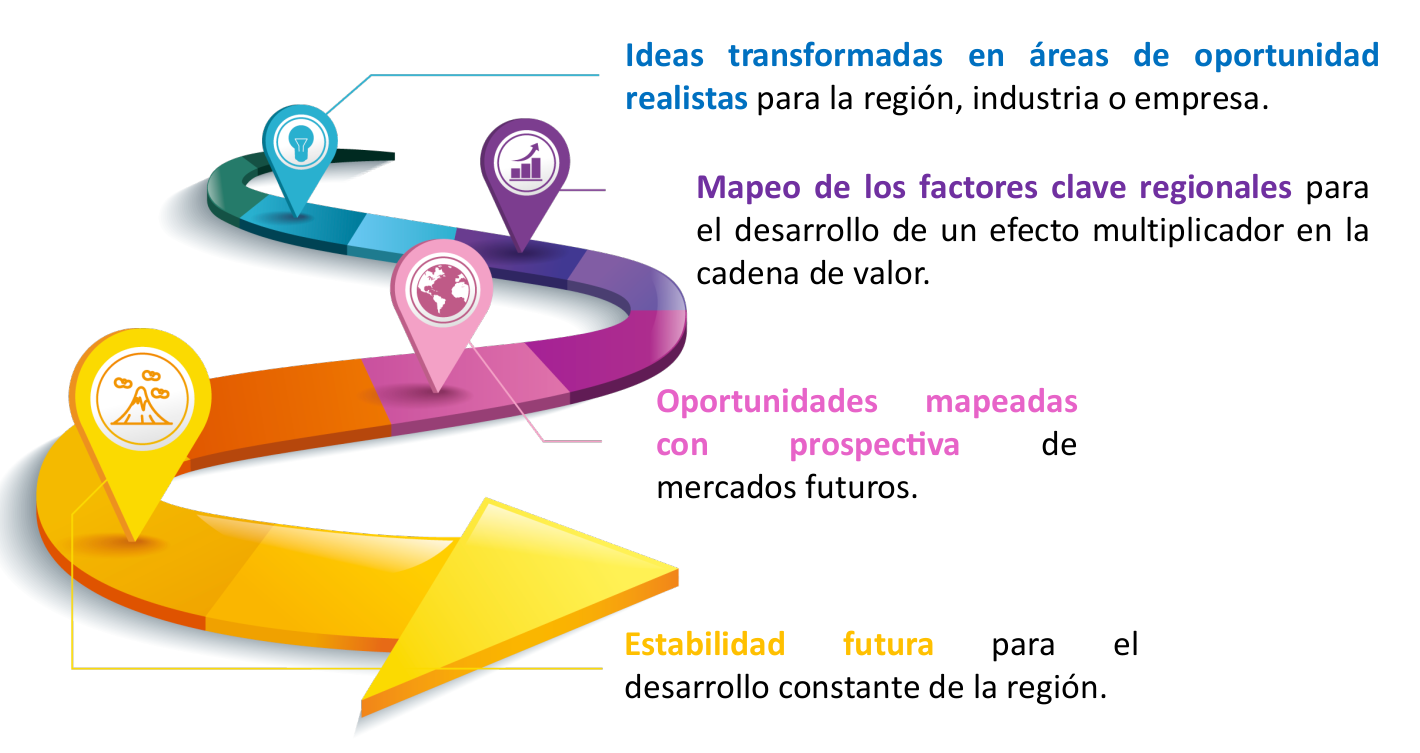 Ideas transformadas en áreas de oportunidad
realistas para la región, industria o empresa.
Mapeo de los factores clave regionales para
el desarrollo de un efecto multiplicador en la
cadena de valor.
Oportunidades mapeadas
con prospectiva de
mercados futuros.
Estabilidad futura para el
desarrollo constante de la región.